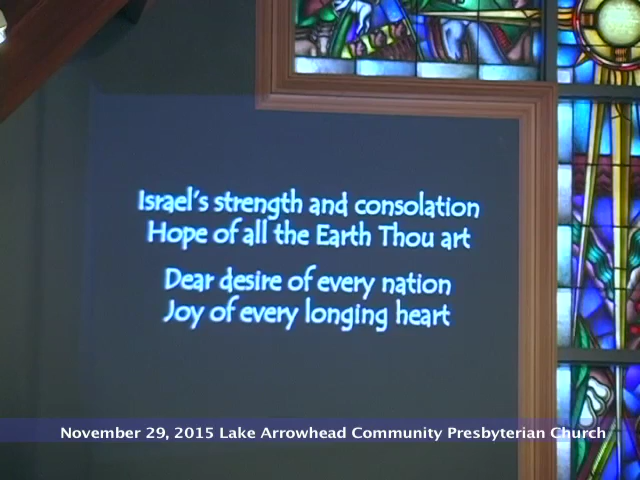 Israel's strength and consolation
Hope of all the Earth Thou art
Dear desire of every nation
Joy of every longing heart
November 29, 2015 Lake Arrowhead Community Presbyterian Church